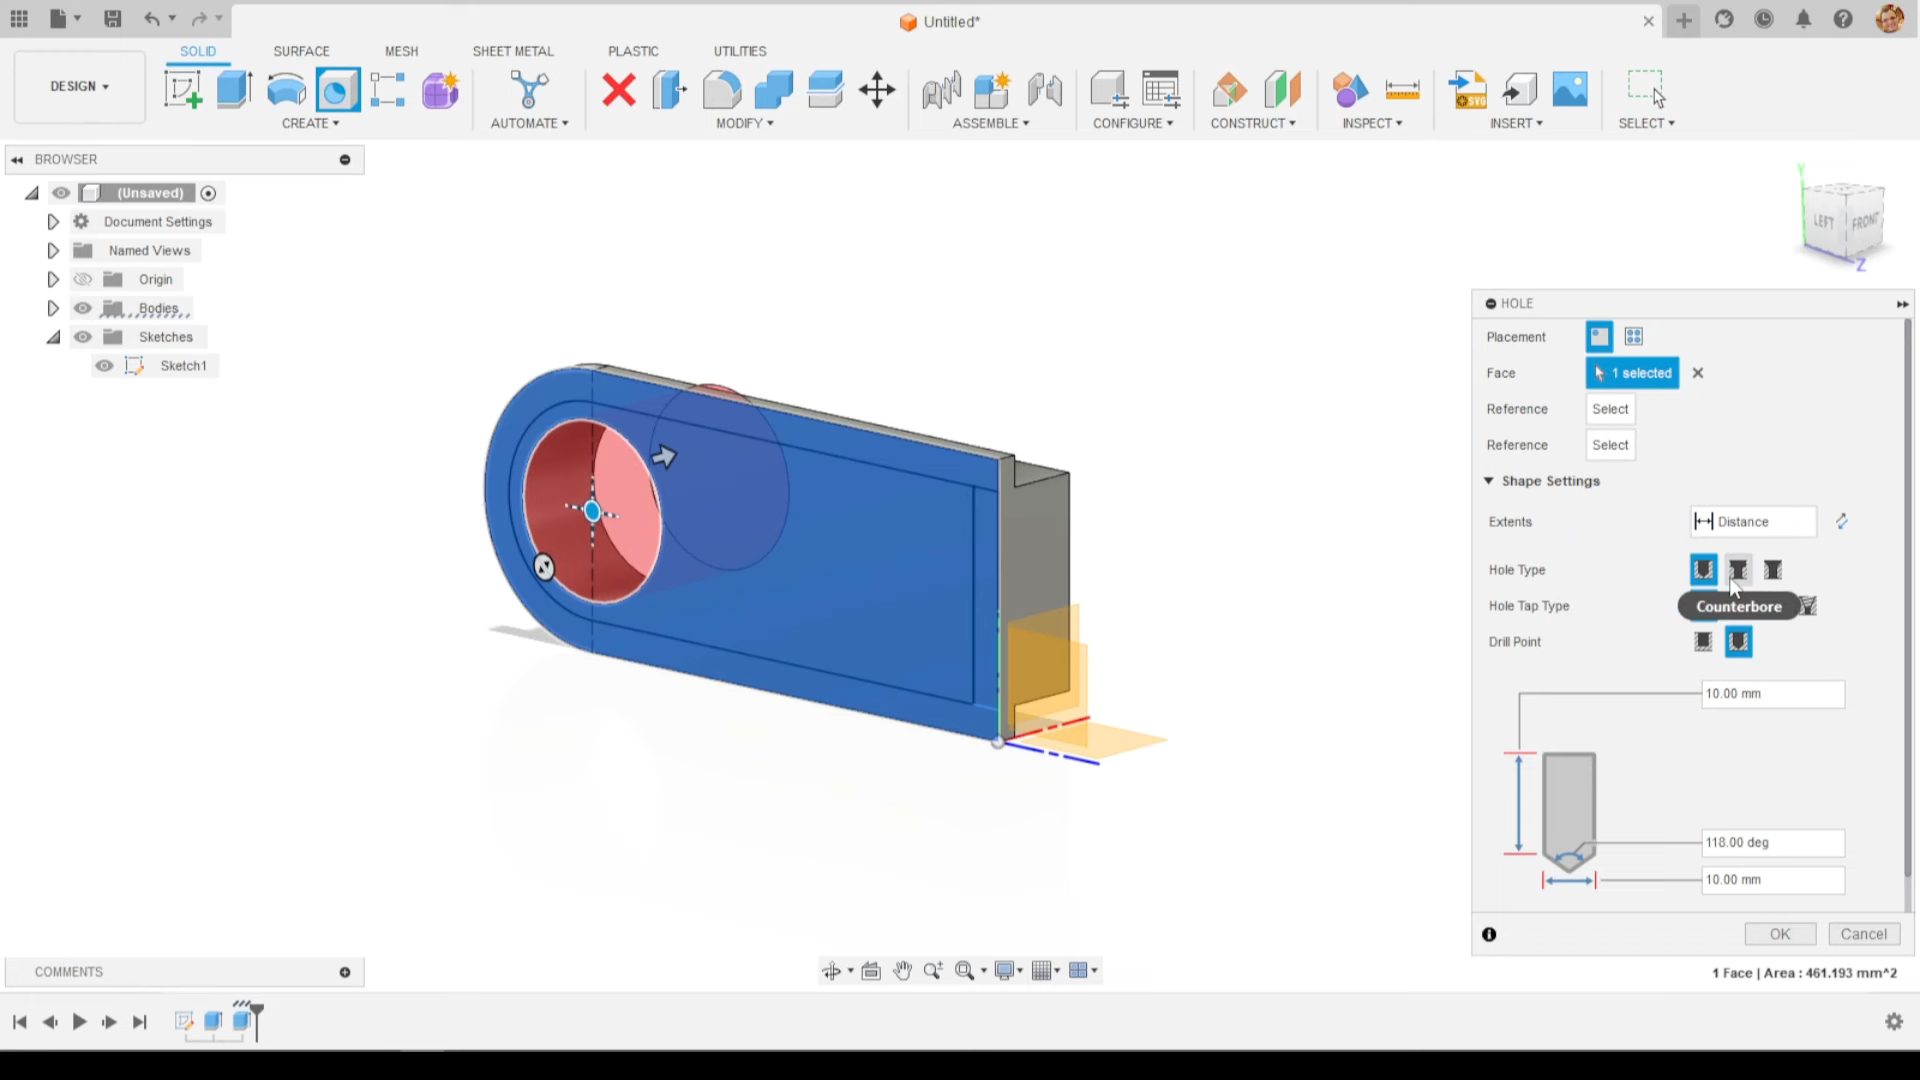 Untitled*
SOLID SURFACE MESH SHEET METAL PLASTIC UTILITIES
DESIGN
SVG
CREATE AUTOMATE MODIFY ASSEMBLE CONFIGURE CONSTRUCT INSPECT INSERT SELECT
BROWSER
(Unsaved)
Document Settings
Named Views
Origin
Bodies
Sketches
Sketch1
Y
LEFT FRONT
Z
HOLE
Placement
Face 1 selected
Reference Select
Reference Select
Shape Settings
Extents Distance
Hole Type
Hole Tap Type
Counterbore
Drill Point
10.00 mm
118.00 deg
10.00 mm
OK Cancel
COMMENTS
1 Face | Area : 461.193 mm^2